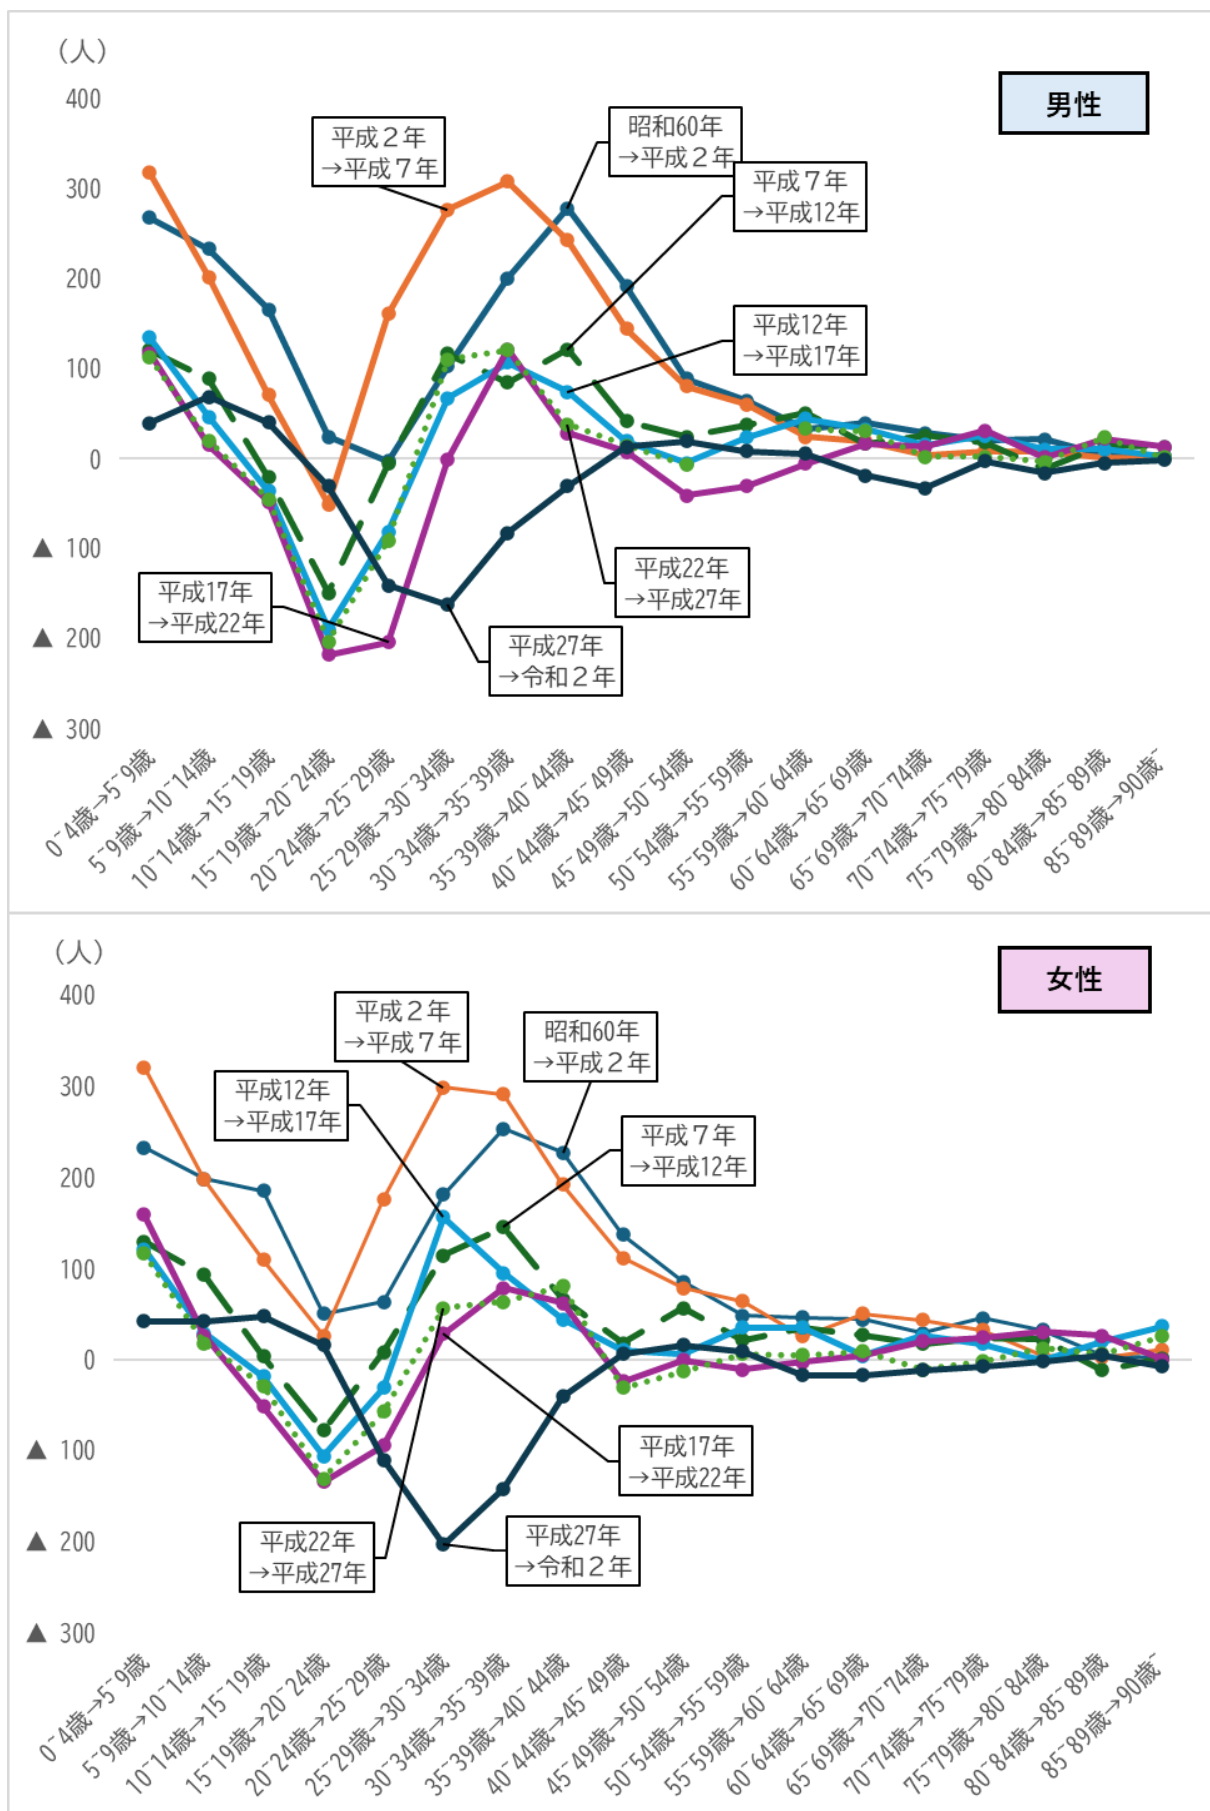 （人）
男性
400
300
200
100
0
▲ 100
▲ 200
▲ 300
平成２年
→平成７年
昭和60年
→平成２年
平成７年
→平成12年
平成12年
→平成17年
平成17年
→平成22年
平成22年
→平成27年
平成27年
→令和２年
0~4歳→5~9歳
5~9歳→10~14歳
10~14歳→15~19歳
15~19歳→20~24歳
20~24歳→25~29歳
25~29歳→30~34歳
30~34歳→35~39歳
35~39歳→40~44歳
40~44歳→45~49歳
45~49歳→50~54歳
50~54歳→55~59歳
55~59歳→60~64歳
60~64歳→65~69歳
65~69歳→70~74歳
70~74歳→75~79歳
75~79歳→80~84歳
80~84歳→85~89歳
85~89歳→90歳~
（人）
女性
400
300
200
100
0
▲ 100
▲ 200
▲ 300
平成２年
→平成７年
昭和60年
→平成２年
平成12年
→平成17年
平成７年
→平成12年
平成17年
→平成22年
平成22年
→平成27年
平成27年
→令和２年
0~4歳→5~9歳
5~9歳→10~14歳
10~14歳→15~19歳
15~19歳→20~24歳
20~24歳→25~29歳
25~29歳→30~34歳
30~34歳→35~39歳
35~39歳→40~44歳
40~44歳→45~49歳
45~49歳→50~54歳
50~54歳→55~59歳
55~59歳→60~64歳
60~64歳→65~69歳
65~69歳→70~74歳
70~74歳→75~79歳
75~79歳→80~84歳
80~84歳→85~89歳
85~89歳→90歳~